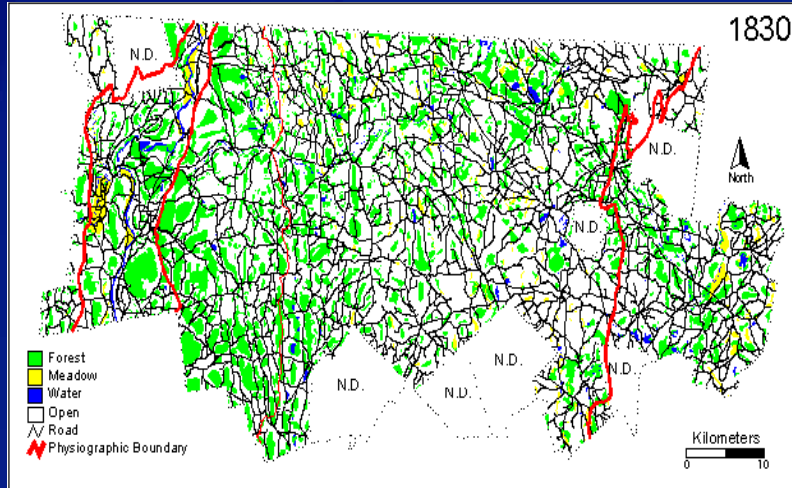 1830
N.D.
N.D.
North
N.D.
N.D.
N.D.
N.D.
N.D.
Forest
Meadow
Water
Open
Road
Physiographic Boundary
Kilometers
0 10